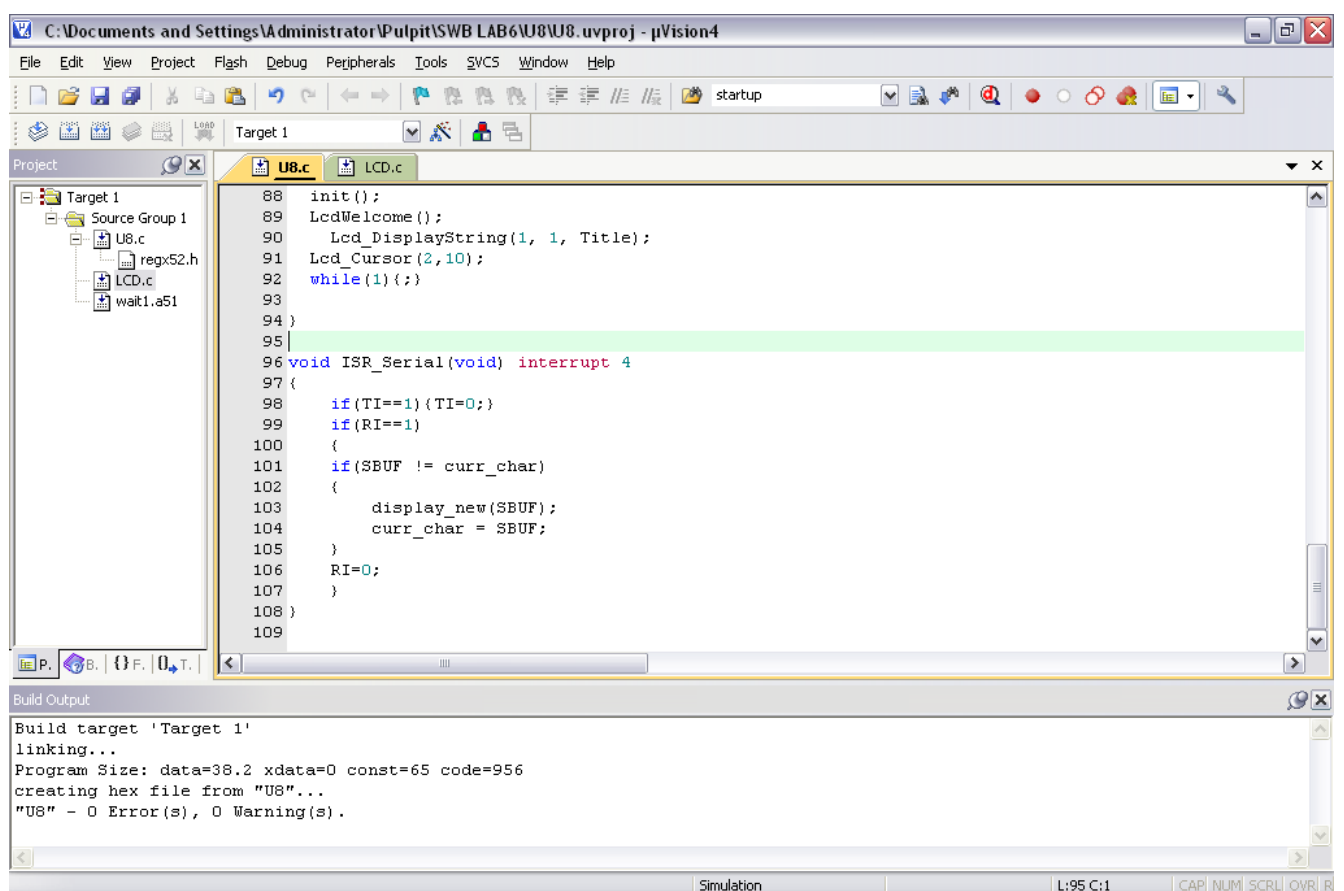 C:\Documents and Settings\Administrator\Pulpit\SWB LAB6\U8\U8.uvproj - µVision4
File Edit View Project Flash Debug Peripherals Tools SVCS Window Help
startup
LOAD Target 1
Project
U8.c LCD.c
Target 1
Source Group 1
U8.c
regx52.h
LCD.c
wait1.a51
88 init();
89 LcdWelcome();
90 Lcd_DisplayString(1, 1, Title);
91 Lcd_Cursor(2,10);
92 while(1){;}
93
94 }
95
96 void ISR_Serial(void) interrupt 4
97 {
98 if(TI==1){TI=0;}
99 if(RI==1)
100 {
101 if(SBUF != curr_char)
102 {
103 display_new(SBUF);
104 curr_char = SBUF;
105 }
106 RI=0;
107 }
108 }
109
P. B. {} F. 0 T.
Build Output
Build target 'Target 1'
linking...
Program Size: data=38.2 xdata=0 const=65 code=956
creating hex file from "U8"...
"U8" - 0 Error(s), 0 Warning(s).
Simulation L:95 C:1 CAP NUM SCRL OVR R